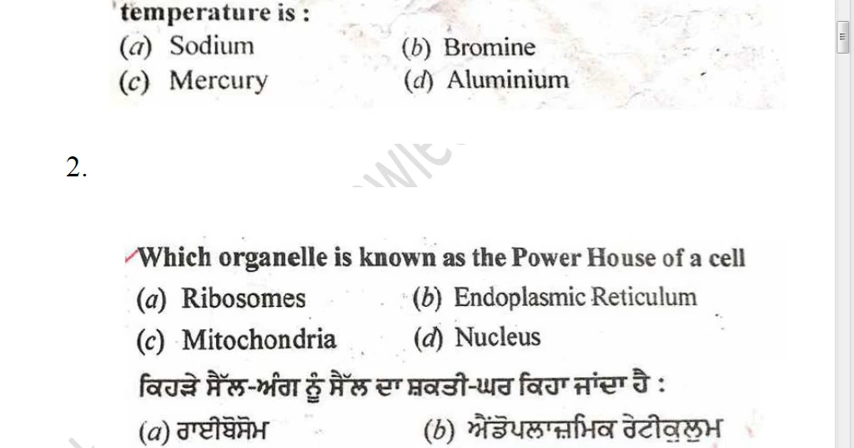 temperature is :
(a) Sodium (b) Bromine
(c) Mercury (d) Aluminium
2.
Which organelle is known as the Power House of a cell
(a) Ribosomes (b) Endoplasmic Reticulum
(c) Mitochondria (d) Nucleus
ਕਿਹੜੇ ਸੈੱਲ-ਅੰਗ ਨੂੰ ਸੈੱਲ ਦਾ ਸ਼ਕਤੀ-ਘਰ ਕਿਹਾ ਜਾਂਦਾ ਹੈ :
(a) ਰਾਈਬੋਸੋਮ (b) ਐਂਡੋਪਲਾਜ਼ਮਿਕ ਰੇਟੀਕੁਲੁਮ